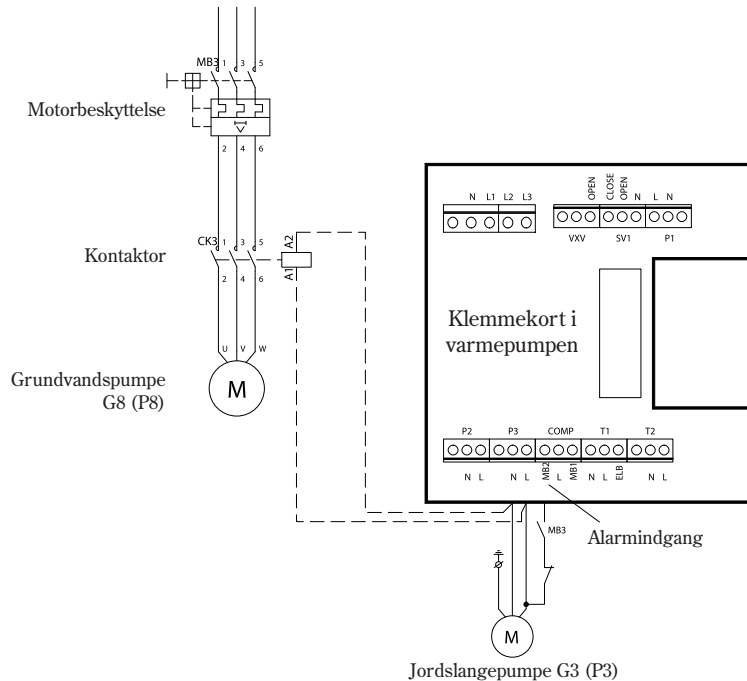 MB3 1 3 5
Motorbeskyttelse
2 4 6
Kontaktor
CK3 1 3 5
A2
A1
2 4 6
U V W
Grundvandspumpe
G8 (P8)
M
N L1 L2 L3
OPEN CLOSE OPEN N L N
VXV SV1 P1
Klemmekort i
varmepumpen
P2 P3 COMP T1 T2
N L N L MB2 L MB1 N L ELB N L
Alarmindgang
MB3
M
Jordslangepumpe G3 (P3)